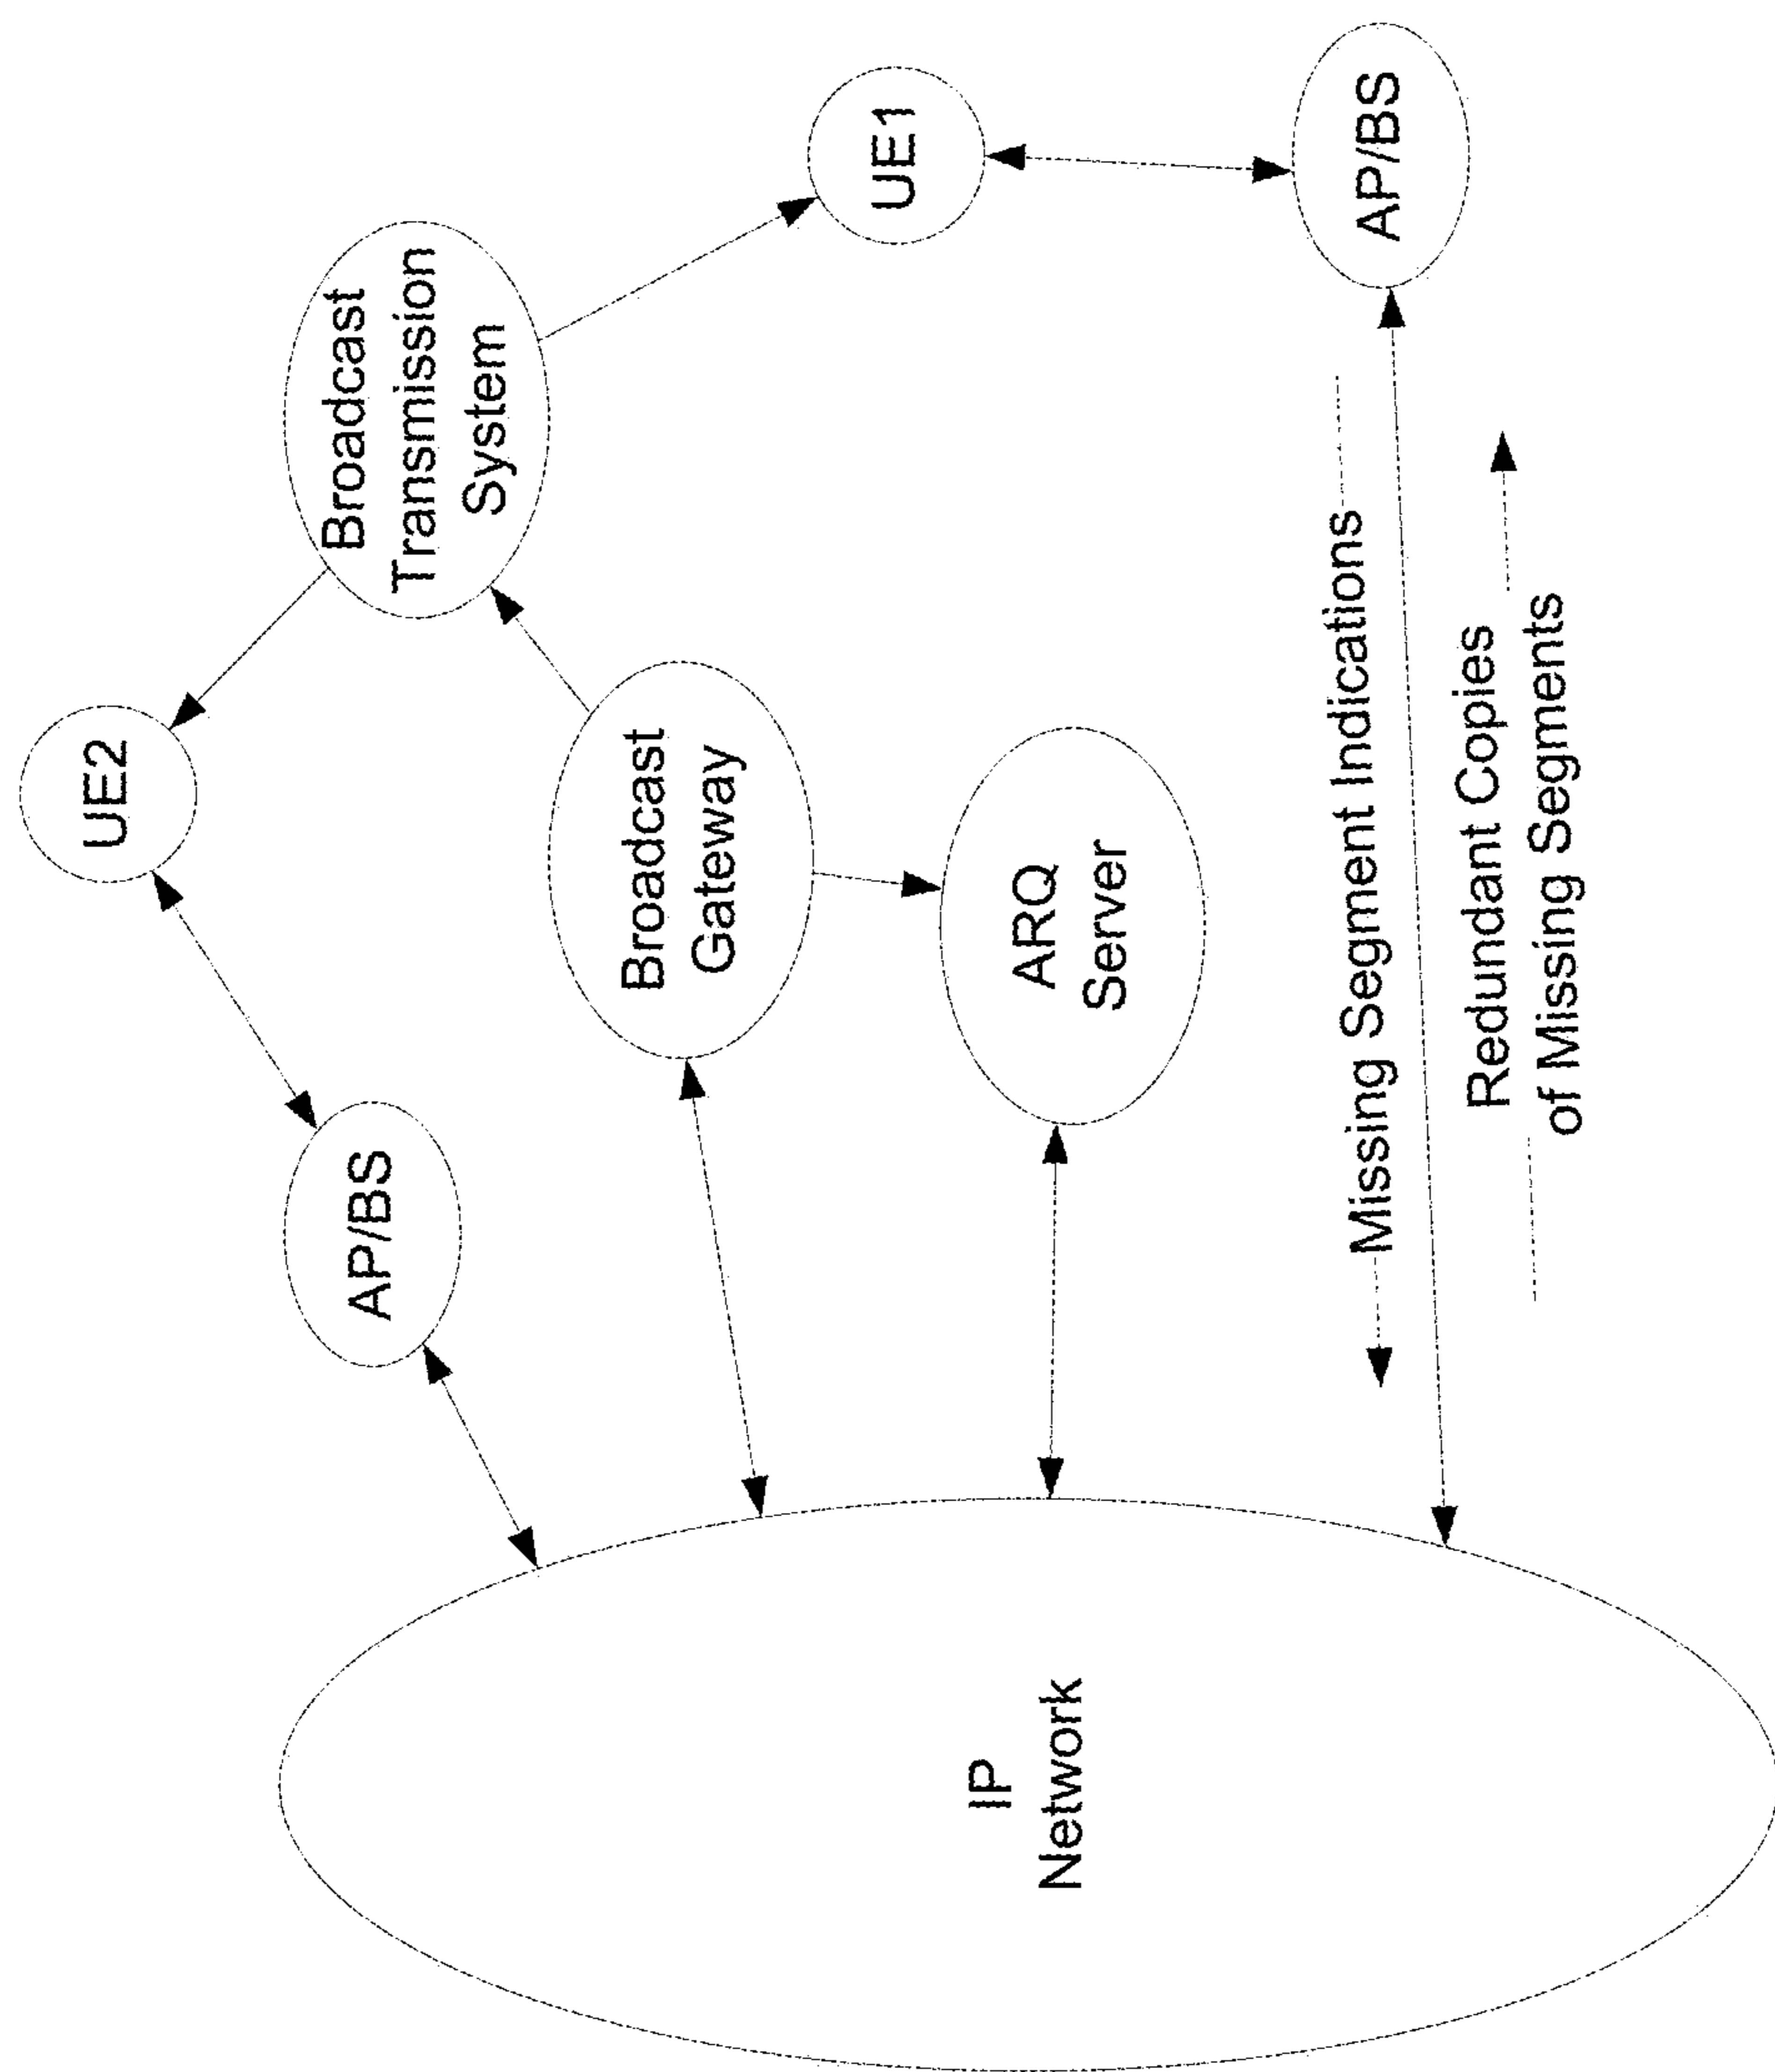 UE2
AP/BS
Broadcast
Transmission
System
Broadcast
Gateway
UE1
ARQ
Server
IP
Network
AP/BS
Missing Segment Indications
Redundant Copies
of Missing Segments